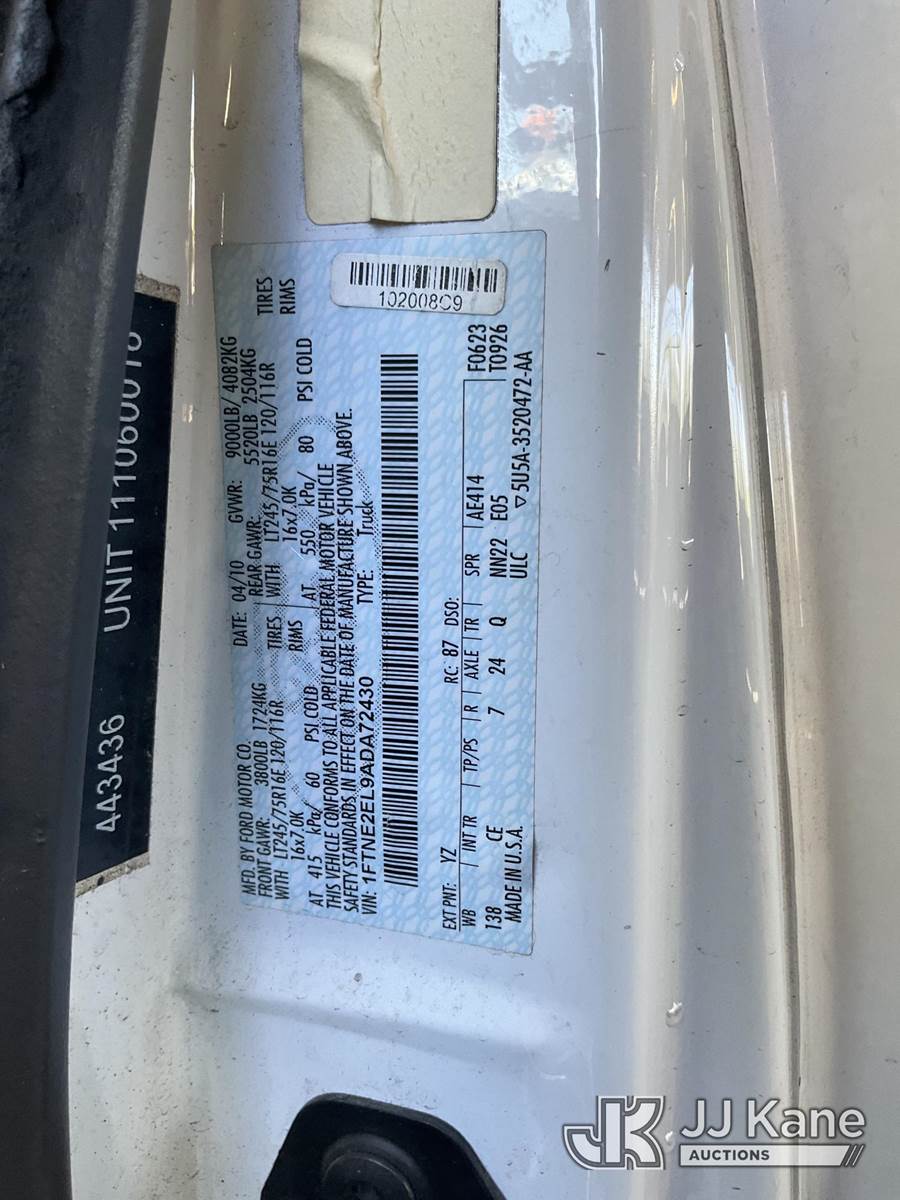 443436 UNIT
102008C9
MFD. BY FORD MOTOR CO.
DATE: 04/10 GVWR: 9000LB/ 4082KG
FRONT GAWR: 3800LB 1724KG REAR GAWR: 5520LB 2504KG
WITH LT245/75R16E 120/116R TIRES WITH LT245/75R16E 120/116R TIRES
16x7.0K RIMS 16x7.0K RIMS
AT 415 kPa/ 60 PSI COLD AT 550 kPa/ 80 PSI COLD
THIS VEHICLE CONFORMS TO ALL APPLICABLE FEDERAL MOTOR VEHICLE
SAFETY STANDARDS IN EFFECT ON THE DATE OF MANUFACTURE SHOWN ABOVE.
VIN: 1FTNE2EL9ADA72430 TYPE: Truck
EXT PNT: YZ RC: 87 DSO: F0623
WB INT TR TP/PS R AXLE TR SPR AE414 T0926
138 CE 7 24 Q NN22 E05
MADE IN U.S.A. ULC ▽5U5A-3520472-AA
JK JJ Kane
AUCTIONS